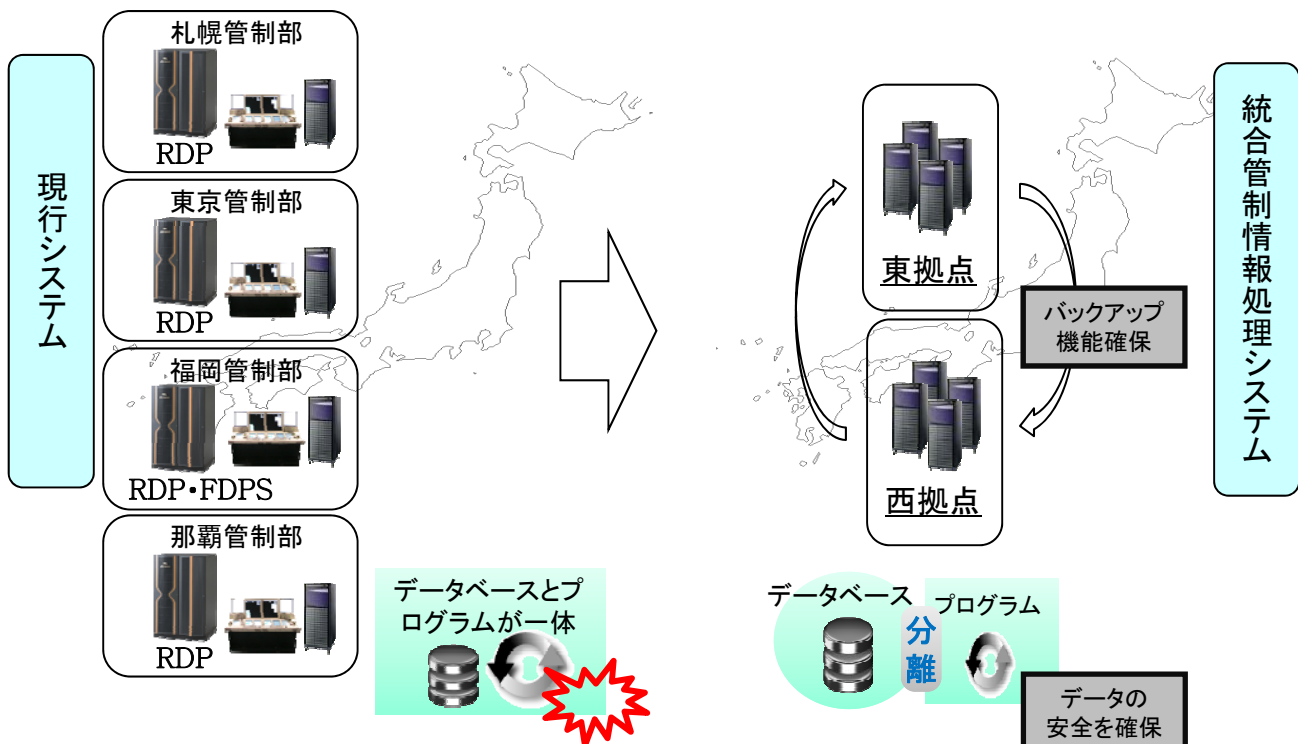 現行システム
札幌管制部
RDP
東京管制部
RDP
福岡管制部
RDP・FDPS
那覇管制部
RDP
データベースとプ
ログラムが一体
東拠点
西拠点
バックアップ
機能確保
統合管制情報処理システム
データベース
分離
プログラム
データの
安全を確保